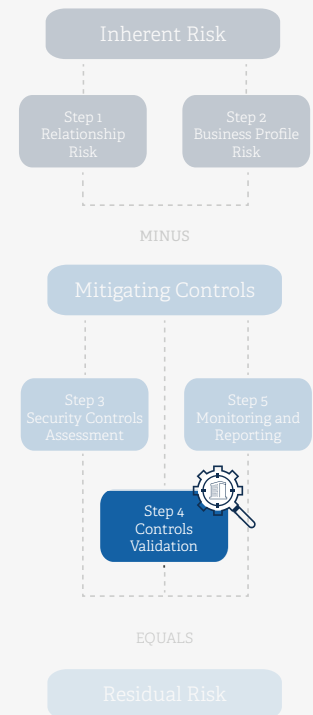 Inherent Risk
Step 1
Relationship
Risk
Step 2
Business Profile
Risk
MINUS
Mitigating Controls
Step 3
Security Controls
Assessment
Step 5
Monitoring and
Reporting
Step 4
Controls
Validation
EQUALS
Residual Risk